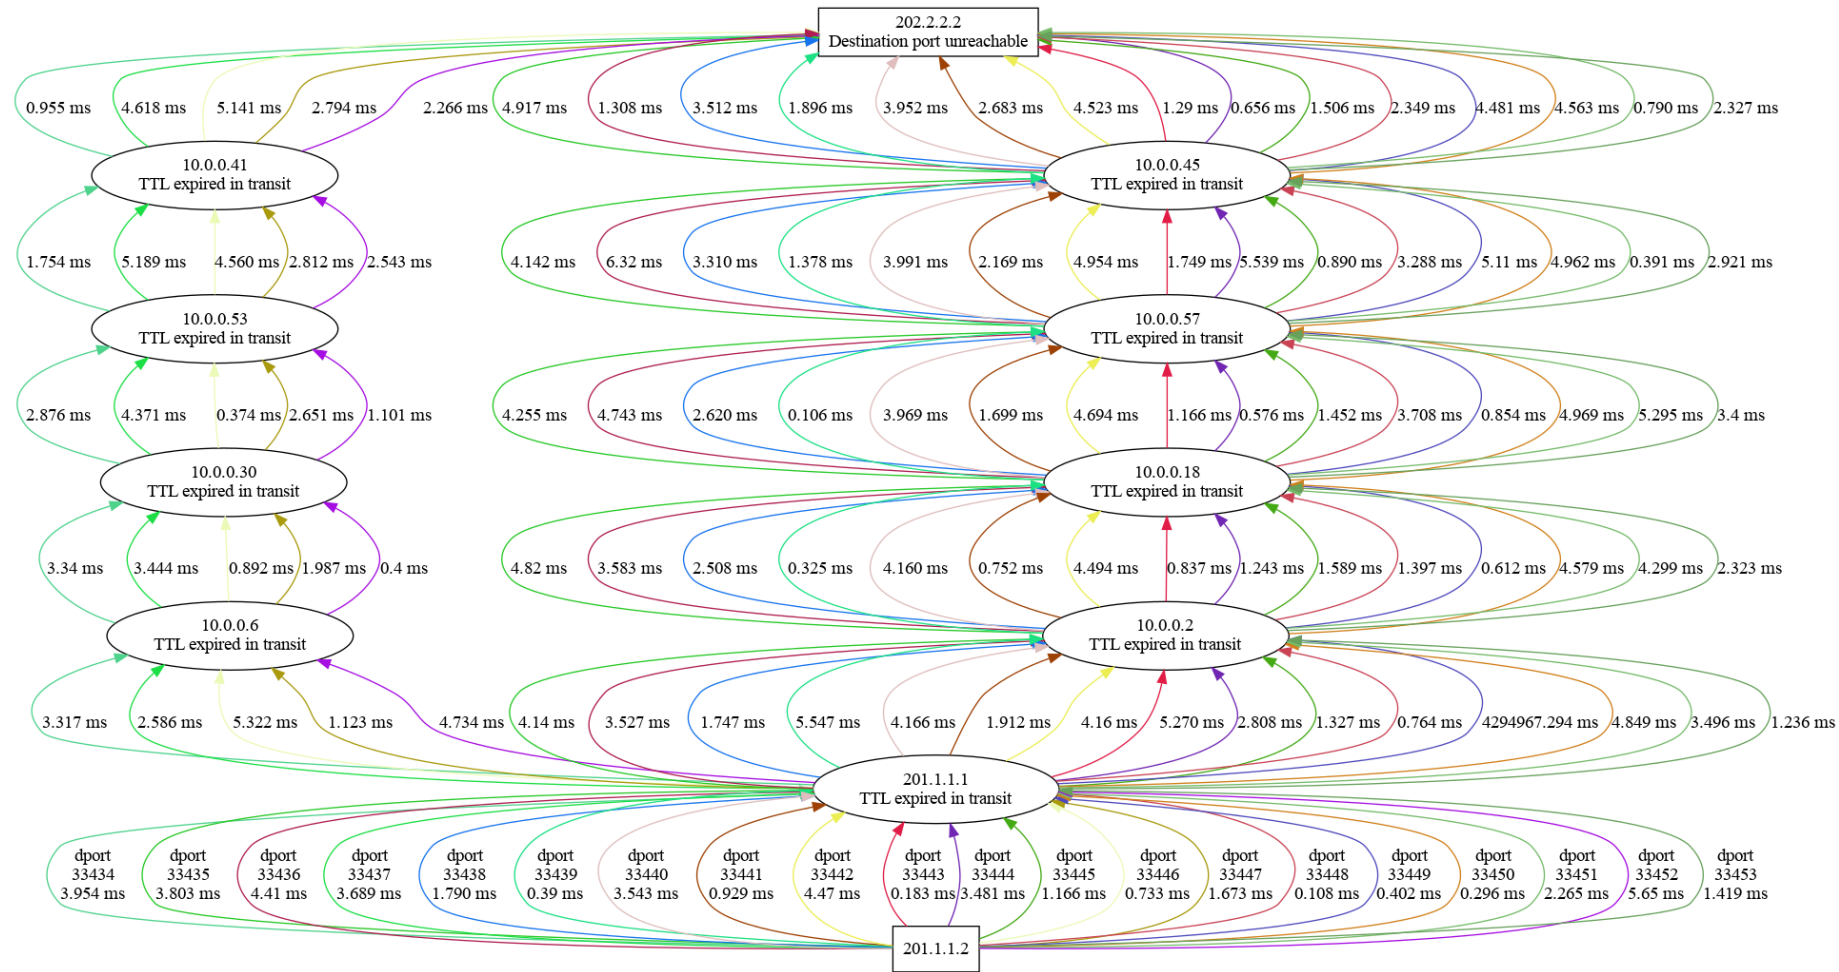 202.2.2.2
Destination port unreachable
0.955 ms
4.618 ms
5.141 ms
2.794 ms
2.266 ms
4.917 ms
1.308 ms
3.512 ms
1.896 ms
3.952 ms
2.683 ms
4.523 ms
1.29 ms
0.656 ms
1.506 ms
2.349 ms
4.481 ms
4.563 ms
0.790 ms
2.327 ms
10.0.0.41
TTL expired in transit
10.0.0.45
TTL expired in transit
1.754 ms
5.189 ms
4.560 ms
2.812 ms
2.543 ms
4.142 ms
6.32 ms
3.310 ms
1.378 ms
3.991 ms
2.169 ms
4.954 ms
1.749 ms
5.539 ms
0.890 ms
3.288 ms
5.11 ms
4.962 ms
0.391 ms
2.921 ms
10.0.0.53
TTL expired in transit
10.0.0.57
TTL expired in transit
2.876 ms
4.371 ms
0.374 ms
2.651 ms
1.101 ms
4.255 ms
4.743 ms
2.620 ms
0.106 ms
3.969 ms
1.699 ms
4.694 ms
1.166 ms
0.576 ms
1.452 ms
3.708 ms
0.854 ms
4.969 ms
5.295 ms
3.4 ms
10.0.0.30
TTL expired in transit
10.0.0.18
TTL expired in transit
3.34 ms
3.444 ms
0.892 ms
1.987 ms
0.4 ms
4.82 ms
3.583 ms
2.508 ms
0.325 ms
4.160 ms
0.752 ms
4.494 ms
0.837 ms
1.243 ms
1.589 ms
1.397 ms
0.612 ms
4.579 ms
4.299 ms
2.323 ms
10.0.0.6
TTL expired in transit
10.0.0.2
TTL expired in transit
3.317 ms
2.586 ms
5.322 ms
1.123 ms
4.734 ms
4.14 ms
3.527 ms
1.747 ms
5.547 ms
4.166 ms
1.912 ms
4.16 ms
5.270 ms
2.808 ms
1.327 ms
0.764 ms
4294967.294 ms
4.849 ms
3.496 ms
1.236 ms
201.1.1.1
TTL expired in transit
dport
33434
3.954 ms
dport
33435
3.803 ms
dport
33436
4.41 ms
dport
33437
3.689 ms
dport
33438
1.790 ms
dport
33439
0.39 ms
dport
33440
3.543 ms
dport
33441
0.929 ms
dport
33442
4.47 ms
dport
33443
0.183 ms
dport
33444
3.481 ms
dport
33445
1.166 ms
dport
33446
0.733 ms
dport
33447
1.673 ms
dport
33448
0.108 ms
dport
33449
0.402 ms
dport
33450
0.296 ms
dport
33451
2.265 ms
dport
33452
5.65 ms
dport
33453
1.419 ms
201.1.1.2